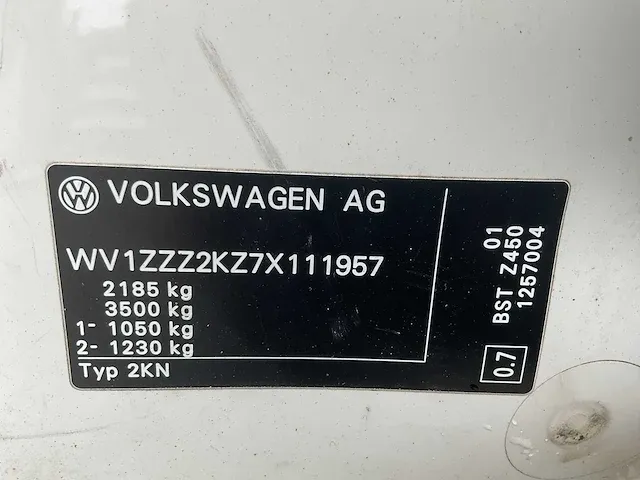 VOLKSWAGEN AG
WV1ZZZ2KZ7X111957
2185 kg
3500 kg
1- 1050 kg
2- 1230 kg
Typ 2KN
01
BST Z450
1257004
0.7